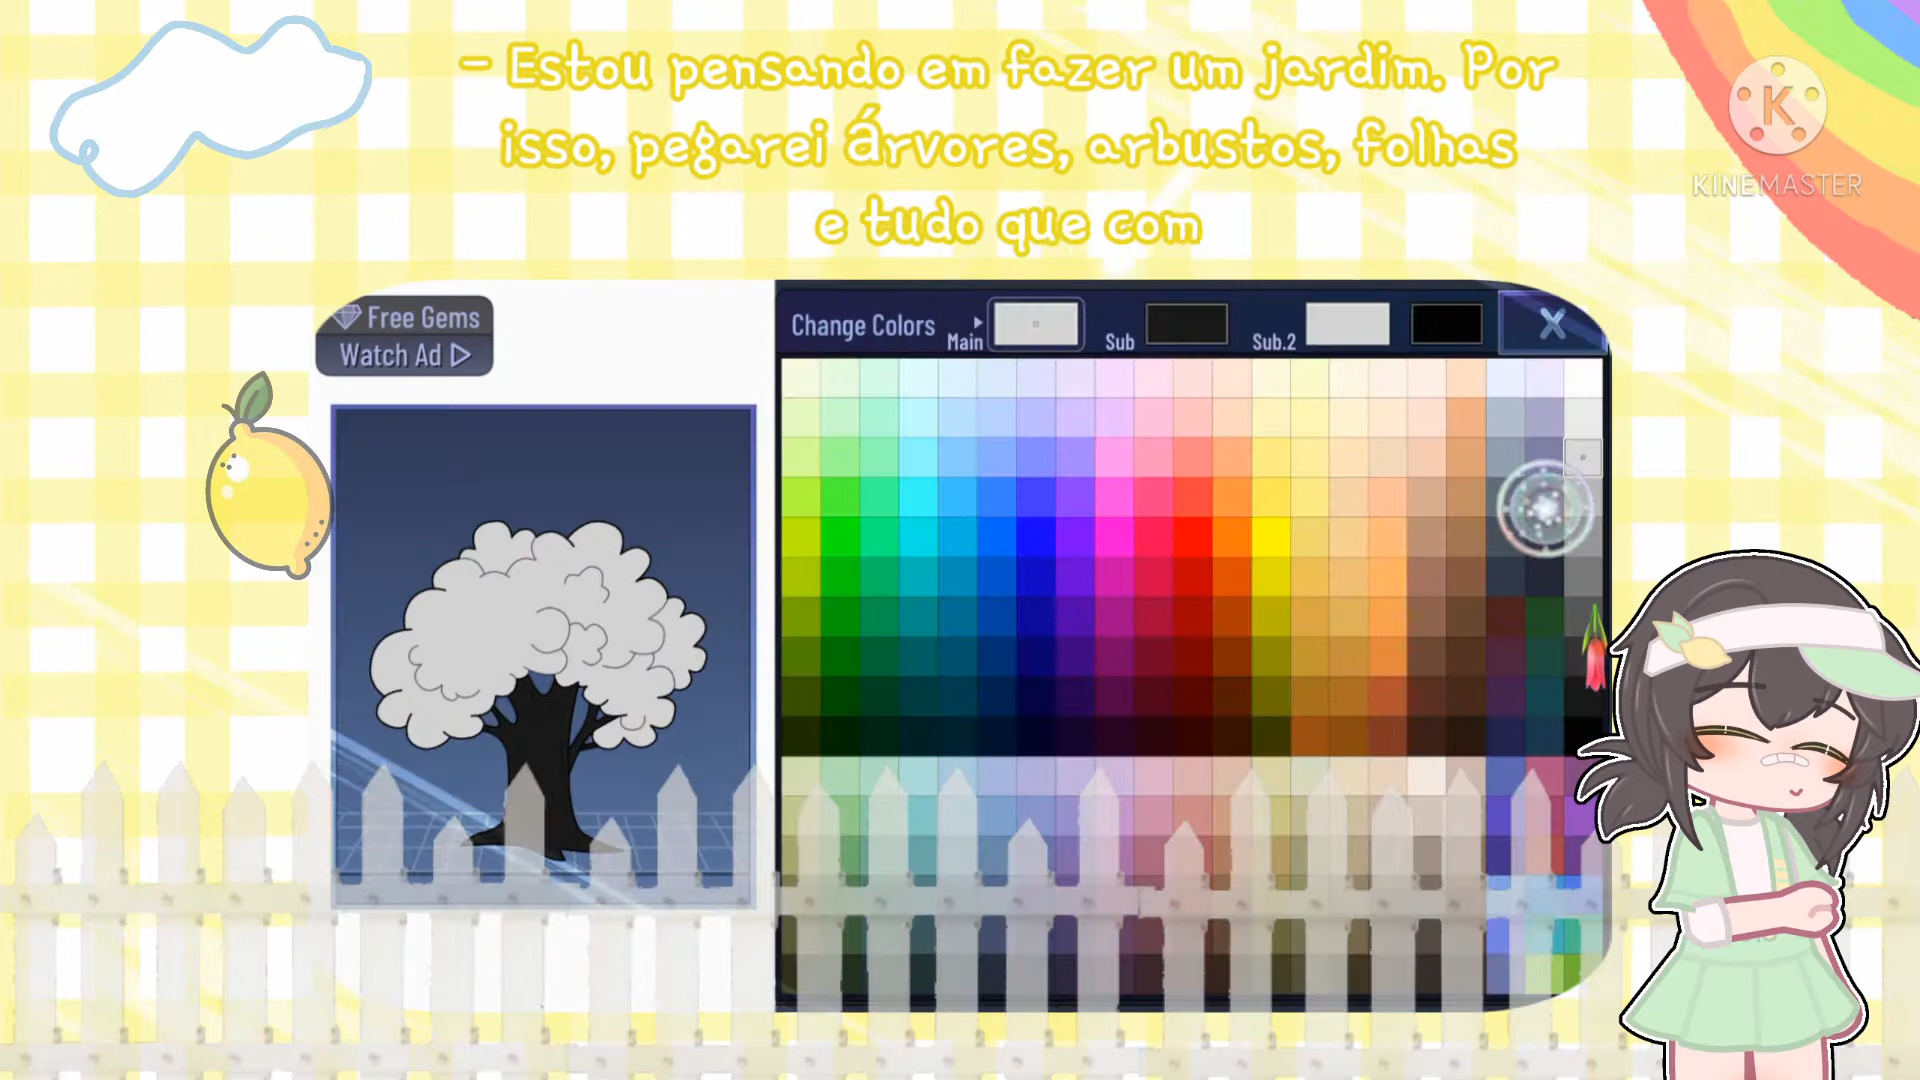 - Estou pensando em fazer um jardim. Por
isso, pegarei árvores, arbustos, folhas
e tudo que com
K
KINEMASTER
Free Gems
Watch Ad
Change Colors
Main
Sub
Sub.2
X